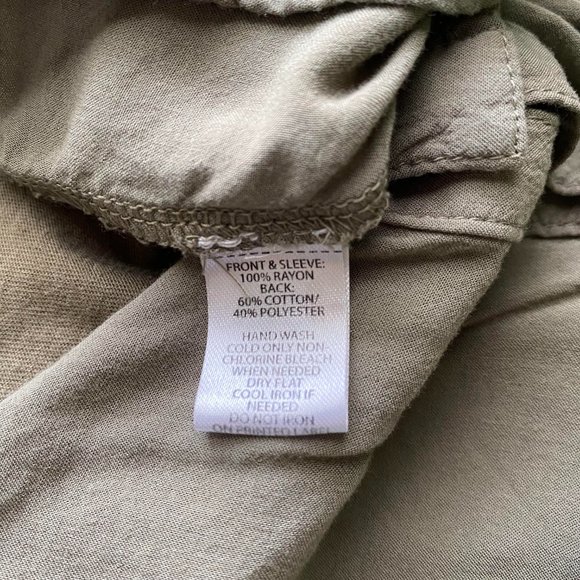 FRONT & SLEEVE:
100% RAYON
BACK:
60% COTTON/
40% POLYESTER
HAND WASH
COLD ONLY NON-
CHLORINE BLEACH
WHEN NEEDED
DRY FLAT
COOL IRON IF
NEEDED
DO NOT IRON
ON PRINTED LABEL